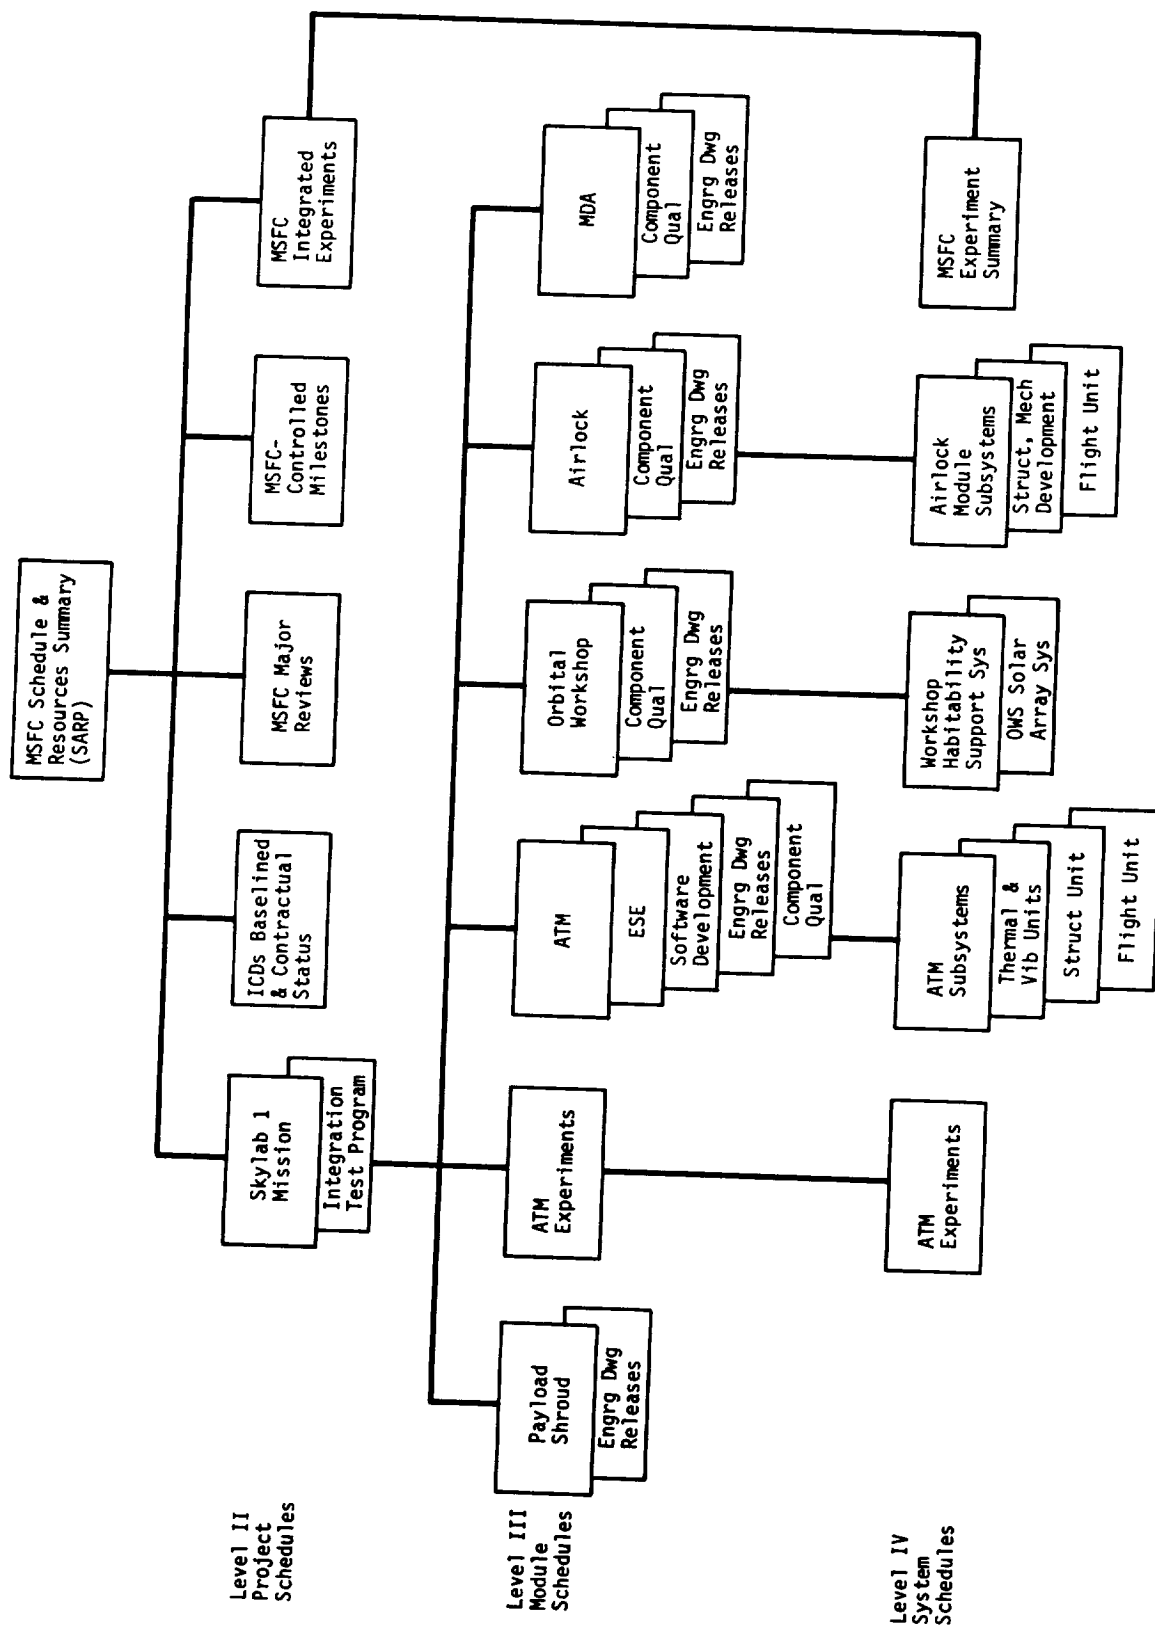 MSFC Schedule &
Resources Summary
(SARP)
Level II
Project
Schedules
Skylab 1
Mission
Integration
Test Program
ICDs Baselined
& Contractual
Status
MSFC Major
Reviews
MSFC-
Controlled
Milestones
MSFC
Integrated
Experiments
Level III
Module
Schedules
Payload
Shroud
Engrg Dwg
Releases
ATM
Experiments
ATM
ESE
Software
Development
Engrg Dwg
Releases
Component
Qual
Orbital
Workshop
Component
Qual
Engrg Dwg
Releases
Airlock
Component
Qual
Engrg Dwg
Releases
MDA
Component
Qual
Engrg Dwg
Releases
Level IV
System
Schedules
ATM
Experiments
ATM
Subsystems
Thermal &
Vib Units
Struct Unit
Flight Unit
Workshop
Habitability
Support Sys
OWS Solar
Array Sys
Airlock
Module
Subsystems
Struct, Mech
Development
Flight Unit
MSFC
Experiment
Summary